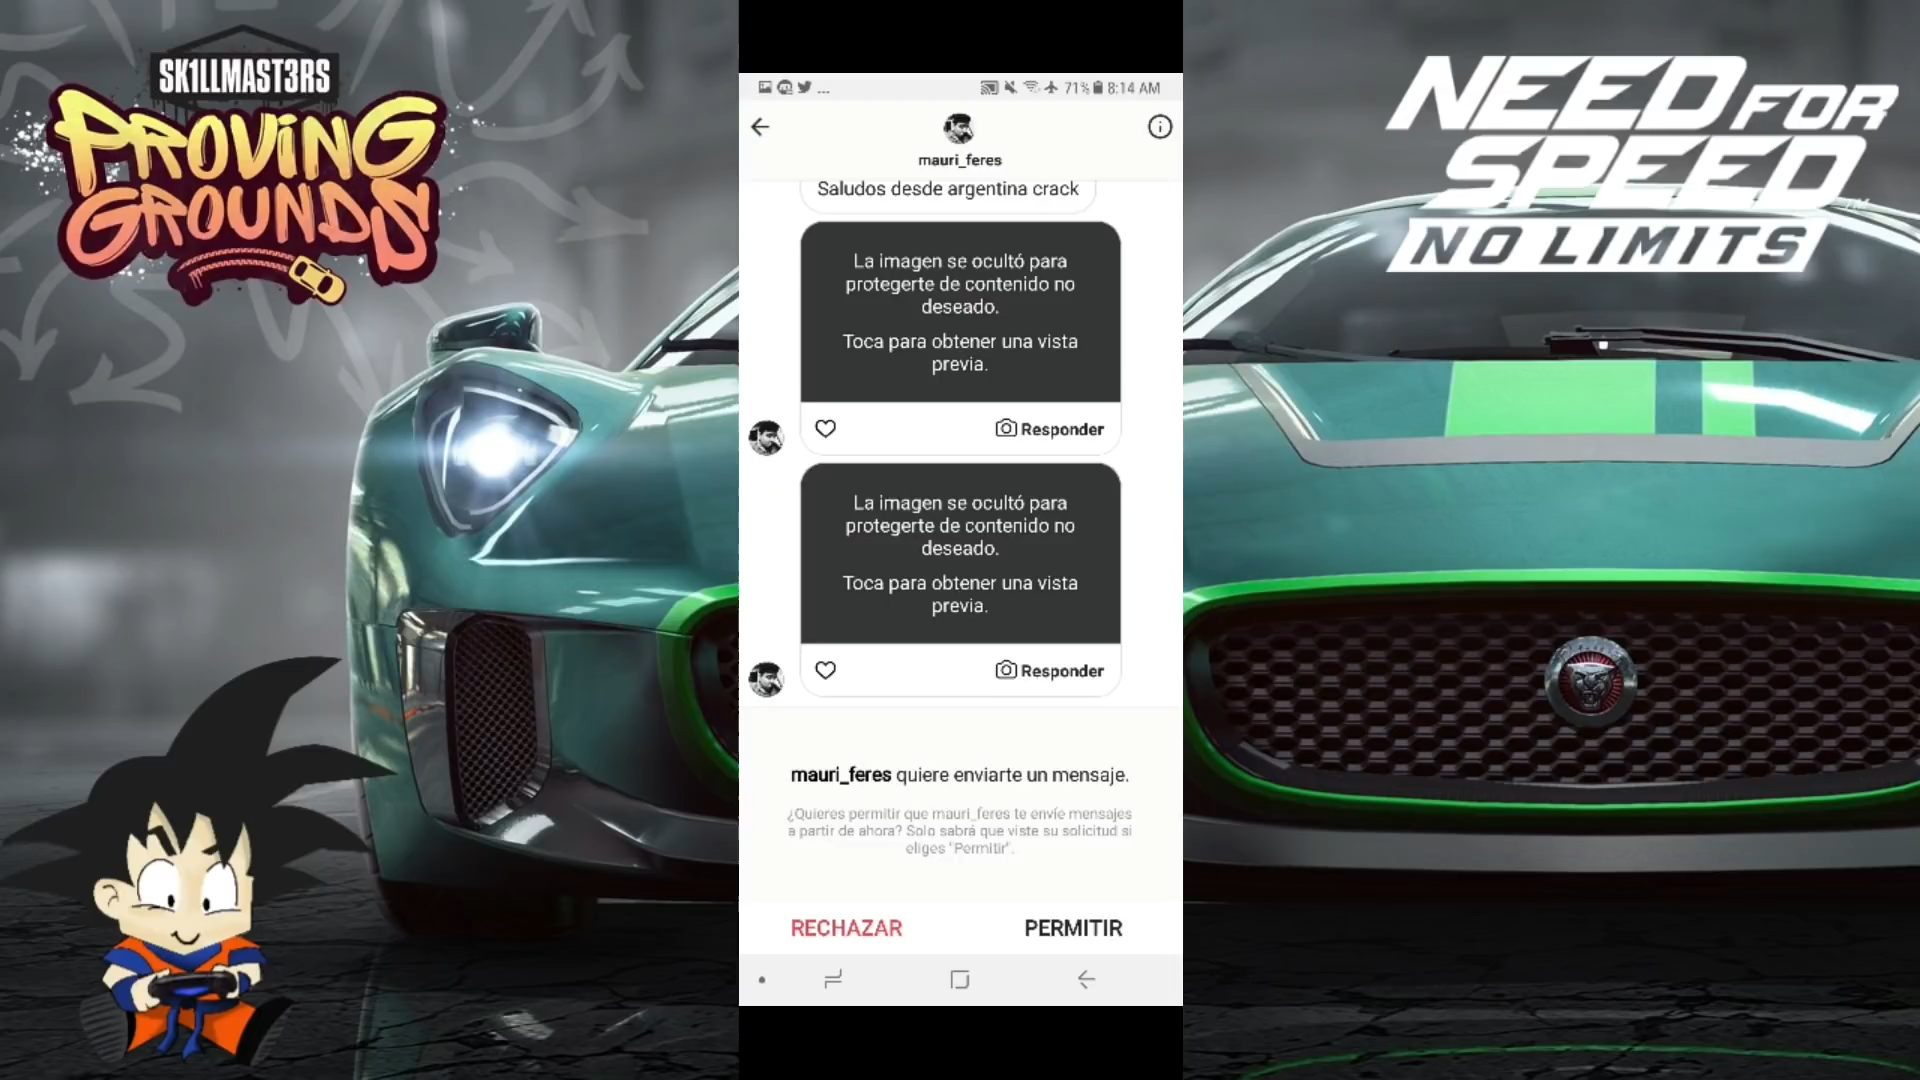 SK1LLMAST3RS
PROVING
GROUNDS
NEED FOR
SPEED
NO LIMITS
... 71% 8:14 AM
mauri_feres
Saludos desde argentina crack
La imagen se ocultó para
protegerte de contenido no
deseado.
Toca para obtener una vista
previa.
Responder
La imagen se ocultó para
protegerte de contenido no
deseado.
Toca para obtener una vista
previa.
Responder
mauri_feres quiere enviarte un mensaje.
¿Quieres permitir que mauri_feres te envíe mensajes
a partir de ahora? Solo sabrá que viste su solicitud si
eliges "Permitir".
RECHAZAR PERMITIR